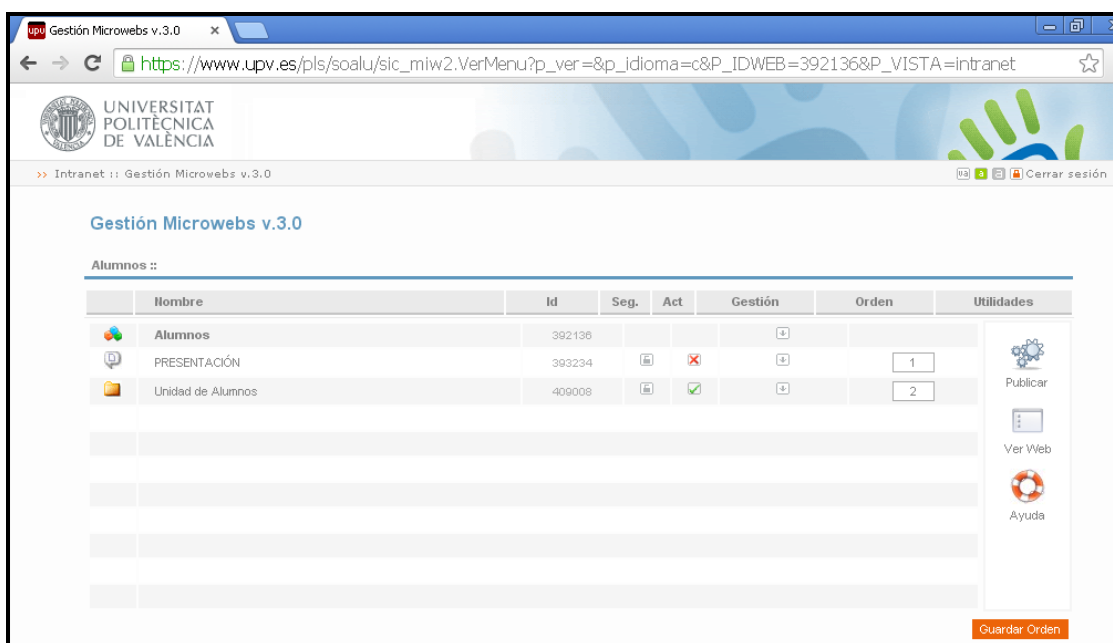 upv Gestión Microwebs v.3.0
https://www.upv.es/pls/soalu/sic_miw2.VerMenu?p_ver=&p_idioma=c&P_IDWEB=392136&P_VISTA=intranet
UNIVERSITAT
POLITÈCNICA
DE VALÈNCIA
>> Intranet :: Gestión Microwebs v.3.0
va a Cerrar sesión
Gestión Microwebs v.3.0
Alumnos ::
Nombre Id Seg. Act Gestión Orden Utilidades
Alumnos 392136
PRESENTACIÓN 393234 1
Unidad de Alumnos 409008 2
Publicar
Ver Web
Ayuda
Guardar Orden